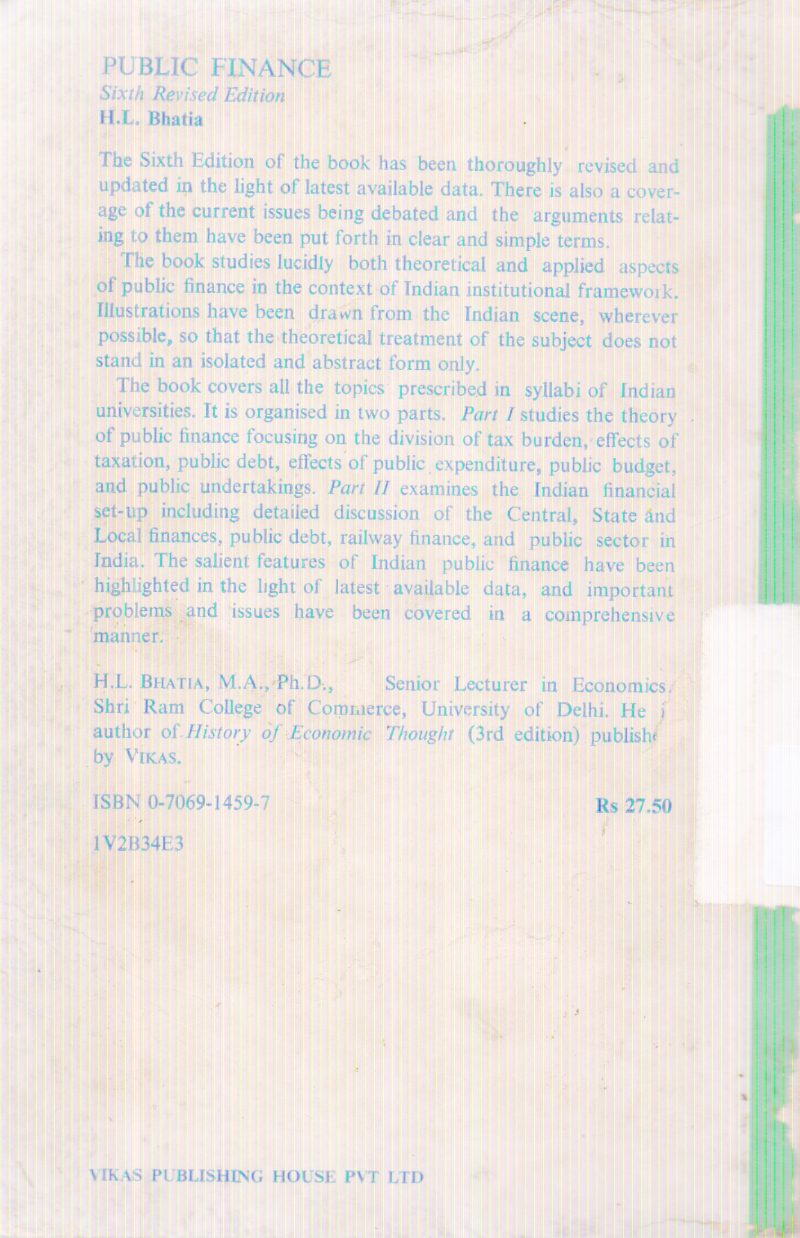 PUBLIC FINANCE
Sixth Revised Edition
H.L. Bhatia
The Sixth Edition of the book has been thoroughly revised and
updated in the light of latest available data. There is also a cover-
age of the current issues being debated and the arguments relat-
ing to them have been put forth in clear and simple terms.
The book studies lucidly both theoretical and applied aspects
of public finance in the context of Indian institutional framework.
Illustrations have been drawn from the Indian scene, wherever
possible, so that the theoretical treatment of the subject does not
stand in an isolated and abstract form only.
The book covers all the topics prescribed in syllabi of Indian
universities. It is organised in two parts. Part I studies the theory
of public finance focusing on the division of tax burden, effects of
taxation, public debt, effects of public expenditure, public budget,
and public undertakings. Part II examines the Indian financial
set-up including detailed discussion of the Central, State and
Local finances, public debt, railway finance, and public sector in
India. The salient features of Indian public finance have been
highlighted in the light of latest available data, and important
problems and issues have been covered in a comprehensive
manner.
H.L. BHATIA, M.A., Ph.D., Senior Lecturer in Economics,
Shri Ram College of Commerce, University of Delhi. He
author of History of Economic Thought (3rd edition) publishe
by VIKAS.
ISBN 0-7069-1459-7 Rs 27.50
1V2B34E3
VIKAS PUBLISHING HOUSE PVT LTD